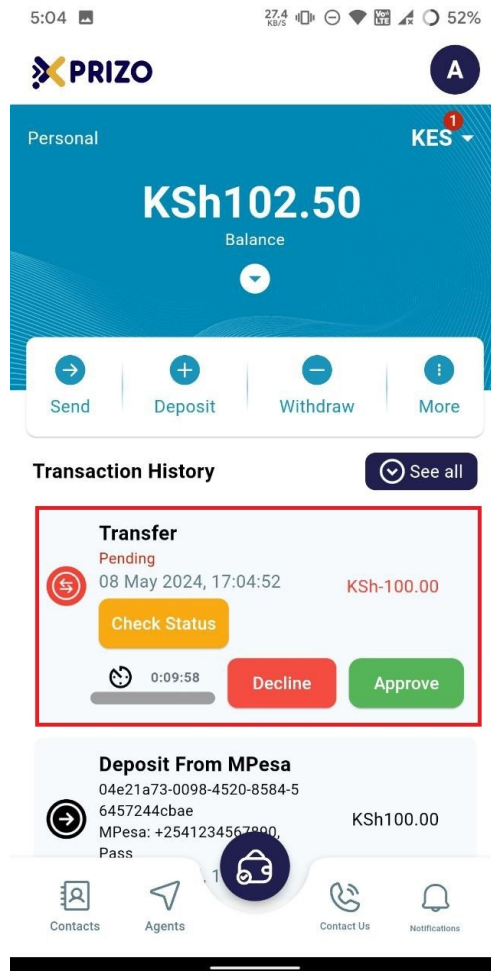 5:04
27.4 KB/S Vo LTE 52%
PRIZO
A
Personal
KES 1
KSh102.50
Balance
Send
Deposit
Withdraw
More
Transaction History
See all
Transfer
Pending
08 May 2024, 17:04:52
KSh-100.00
Check Status
0:09:58
Decline
Approve
Deposit From MPesa
04e21a73-0098-4520-8584-5
6457244cbae
KSh100.00
MPesa: +2541234567890,
Pass
Contacts
Agents
Contact Us
Notifications